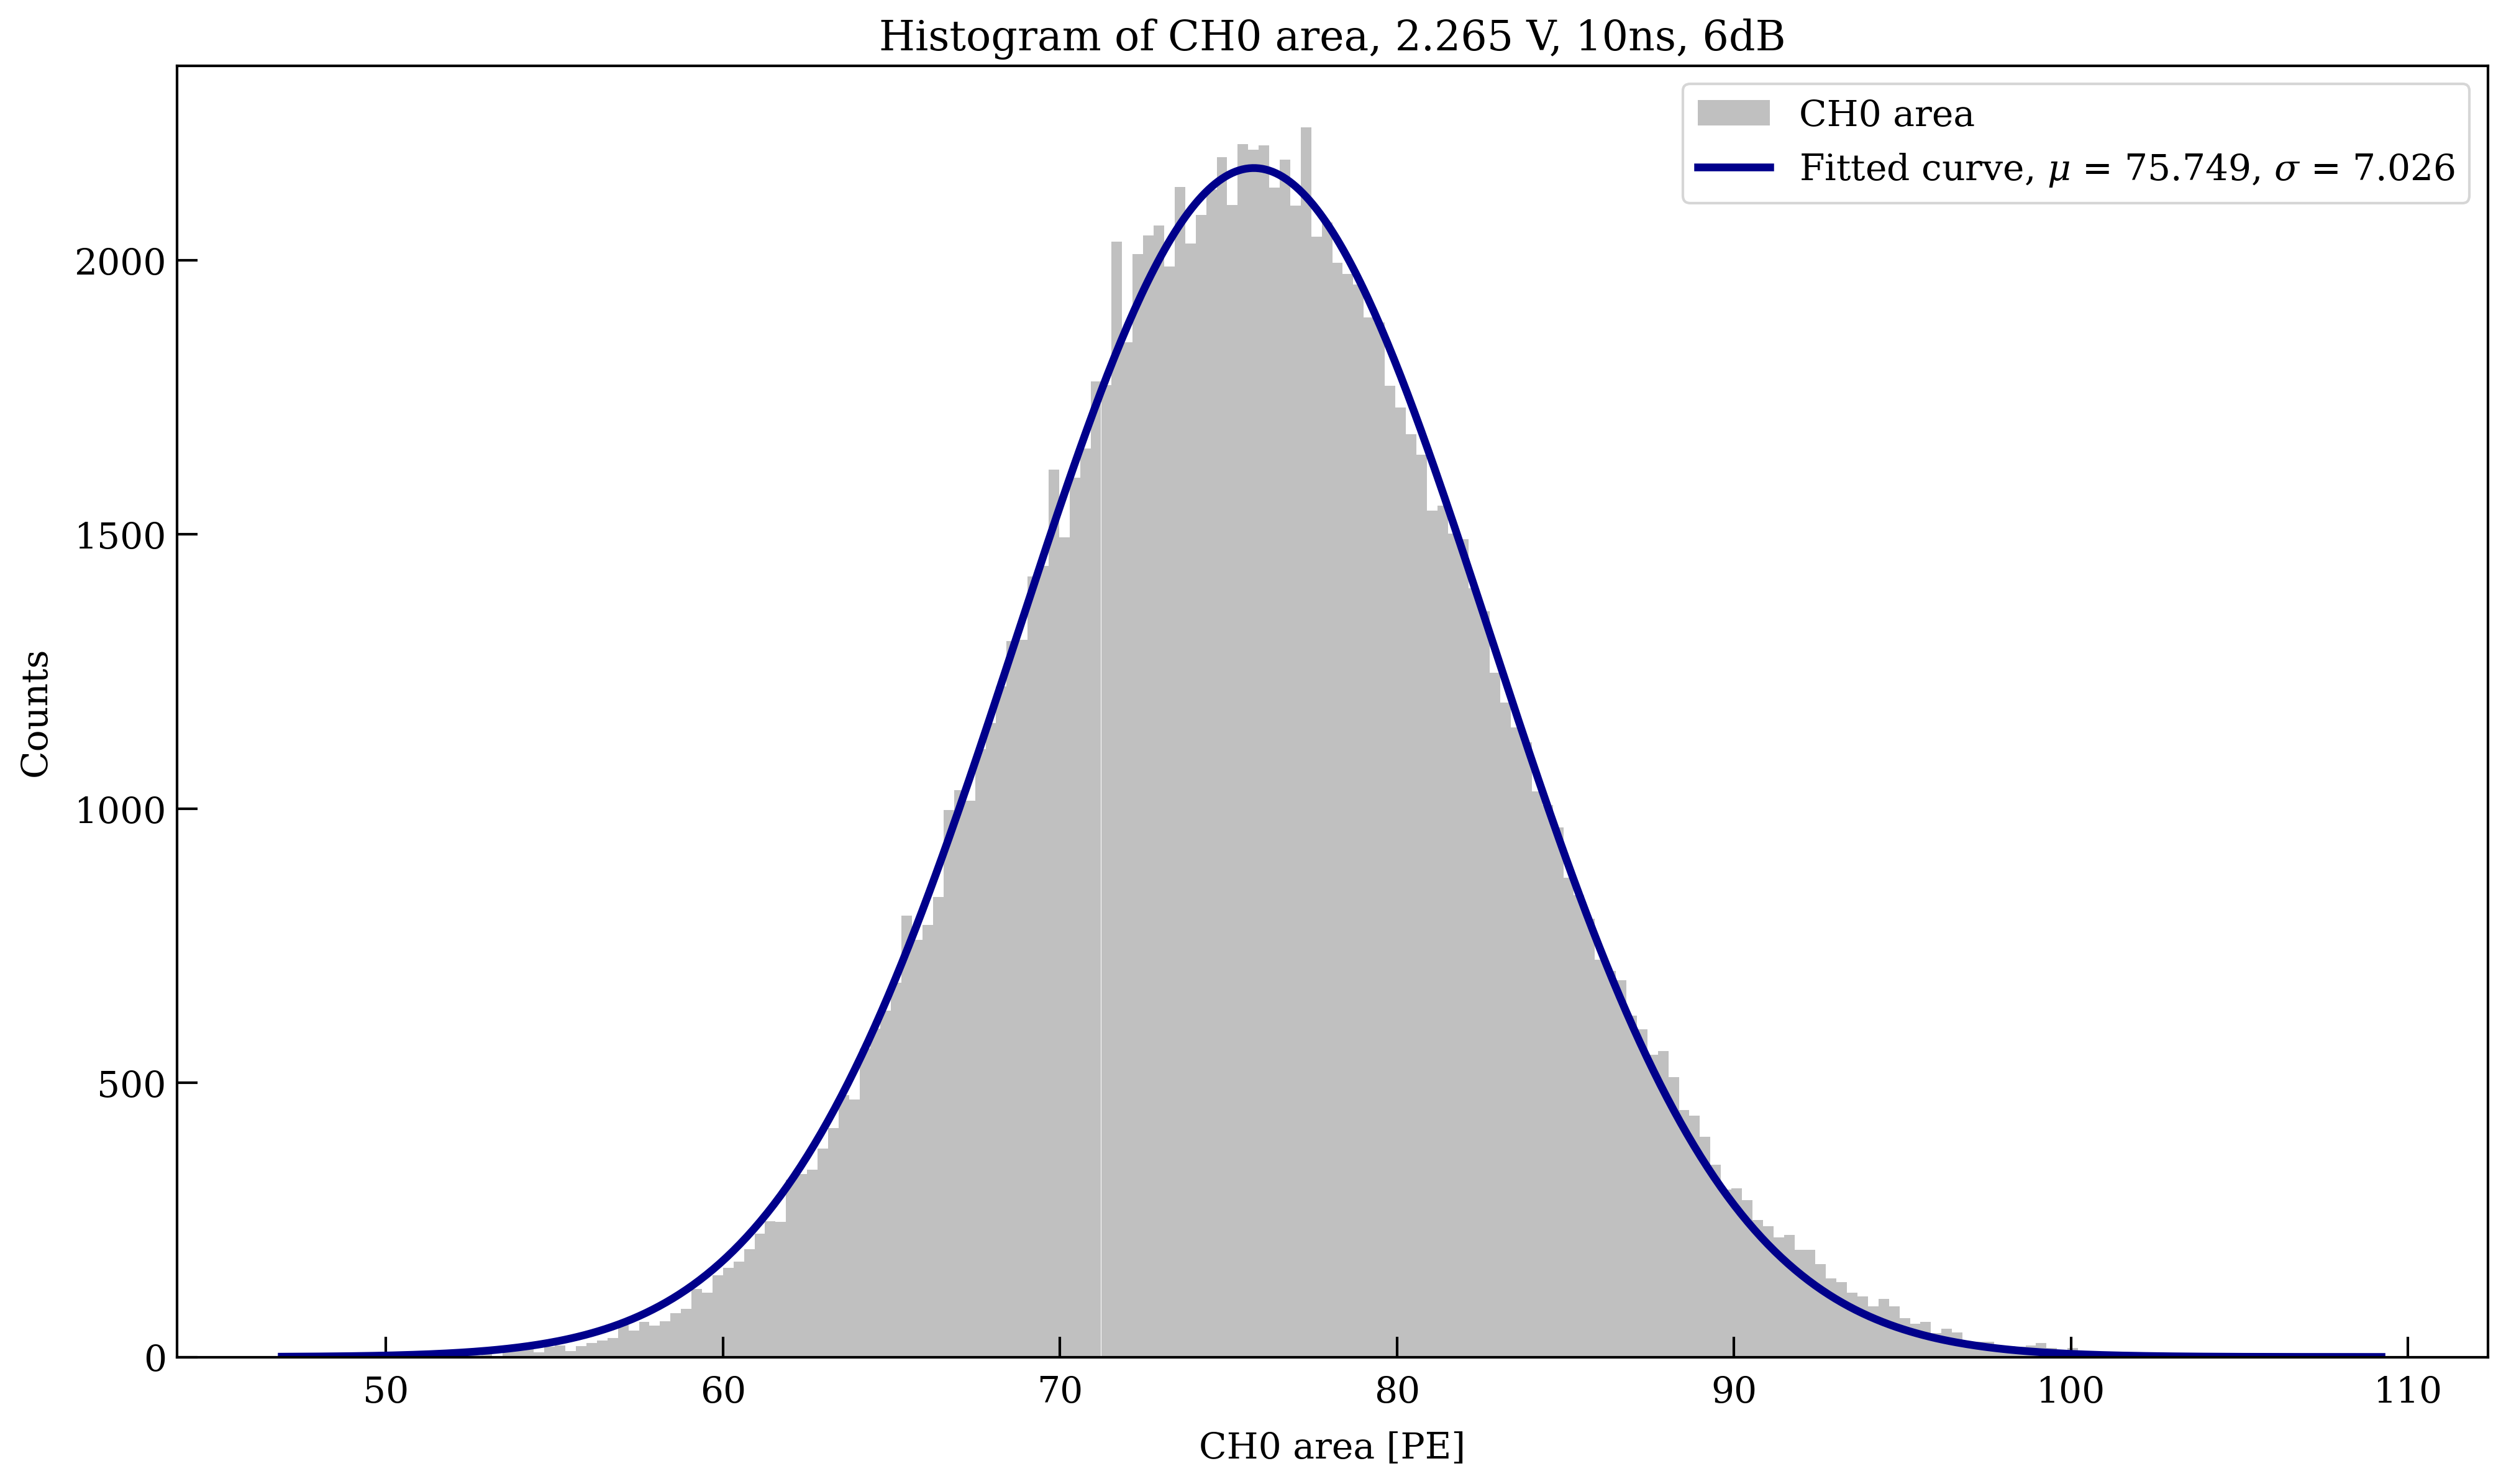 Histogram of CH0 area, 2.265 V, 10ns, 6dB
CH0 area
Fitted curve, μ = 75.749, σ = 7.026
Counts
2000
1500
1000
500
0
50 60 70 80 90 100 110
CH0 area [PE]